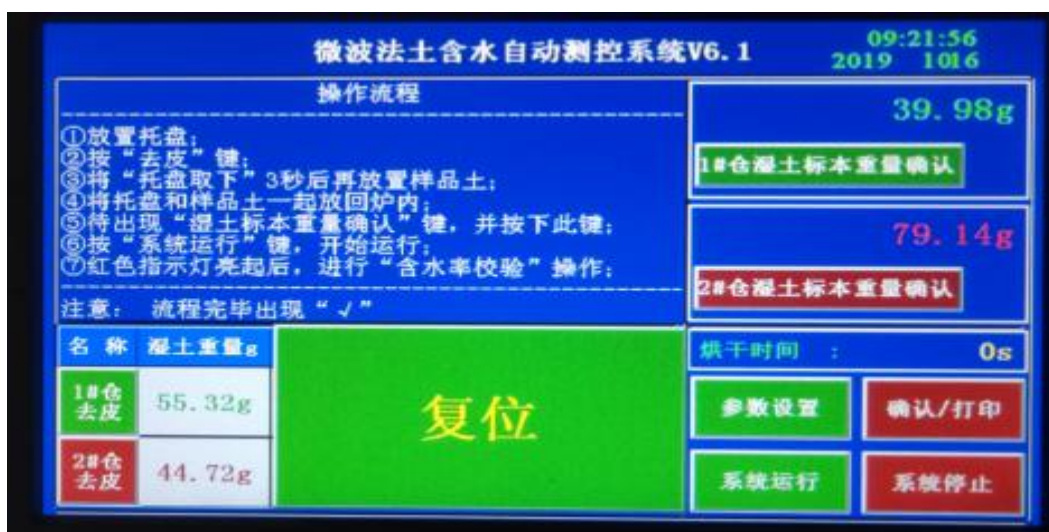 微波法土含水自动测控系统V6.1
09:21:56
2019 1016
操作流程
①放置托盘;
②按“去皮”键;
③将“托盘取下”3秒后再放置样品土;
④将托盘和样品土一起放回炉内;
⑤待出现“湿土标本重量确认”键，并按下此键;
⑥按“系统运行”键，开始运行;
⑦红色指示灯亮起后，进行“含水率校验”操作;
注意: 流程完毕出现“√”
39.98g
1#仓湿土标本重量确认
79.14g
2#仓湿土标本重量确认
名 称 湿土重量g
1#仓
去皮
55.32g
2#仓
去皮
44.72g
复位
烘干时间 : 0s
参数设置
确认/打印
系统运行
系统停止